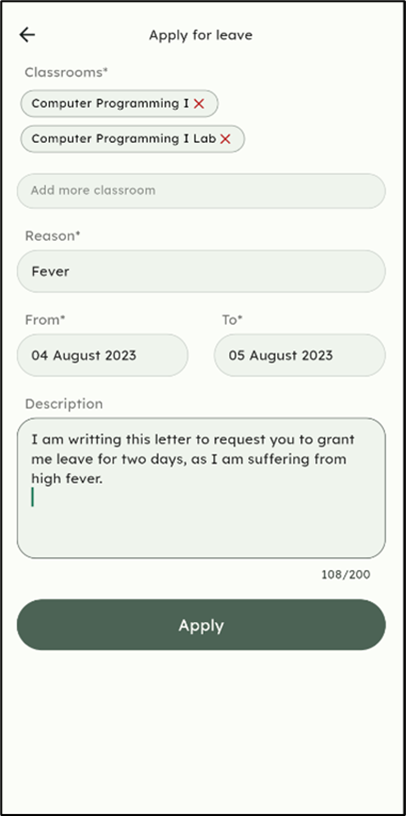 Apply for leave
Classrooms*
Computer Programming I
Computer Programming I Lab
Add more classroom
Reason*
Fever
From* To*
04 August 2023 05 August 2023
Description
I am writting this letter to request you to grant
me leave for two days, as I am suffering from
high fever.
108/200
Apply